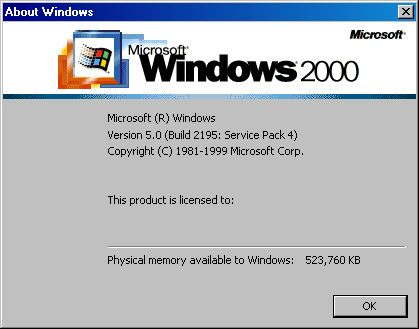 About Windows
Microsoft
Microsoft
Windows 2000
Microsoft (R) Windows
Version 5.0 (Build 2195: Service Pack 4)
Copyright (C) 1981-1999 Microsoft Corp.
This product is licensed to:
Physical memory available to Windows: 523,760 KB
OK